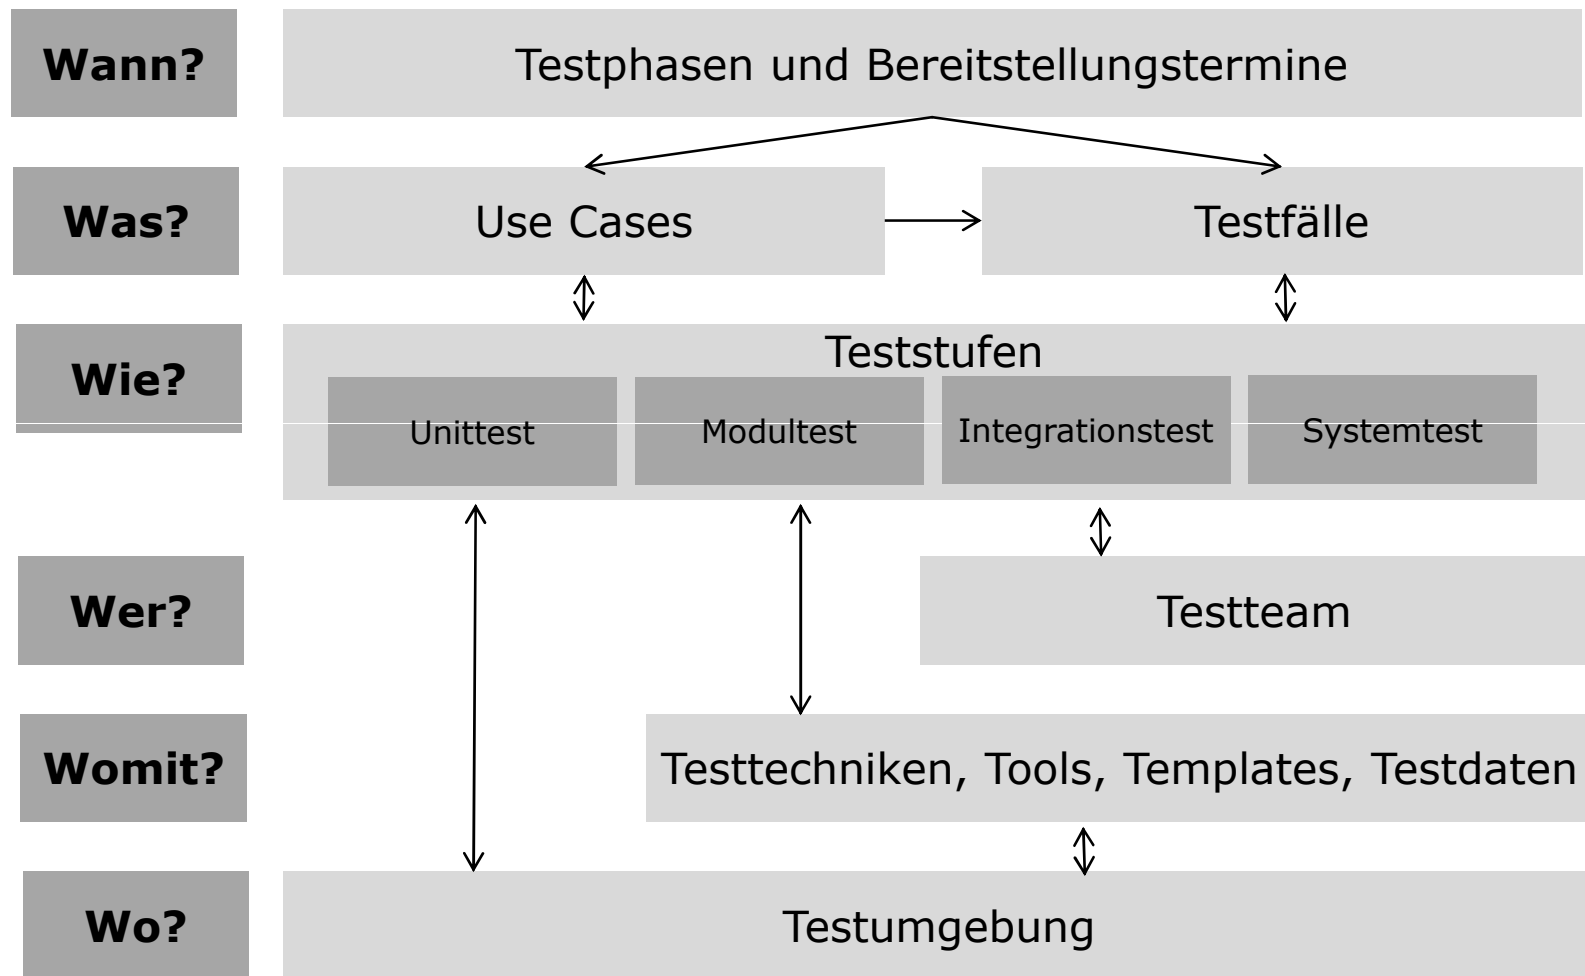 Wann?
Testphasen und Bereitstellungstermine
Was?
Use Cases
Testfälle
Wie?
Teststufen
Unittest
Modultest
Integrationstest
Systemtest
Wer?
Testteam
Womit?
Testtechniken, Tools, Templates, Testdaten
Wo?
Testumgebung